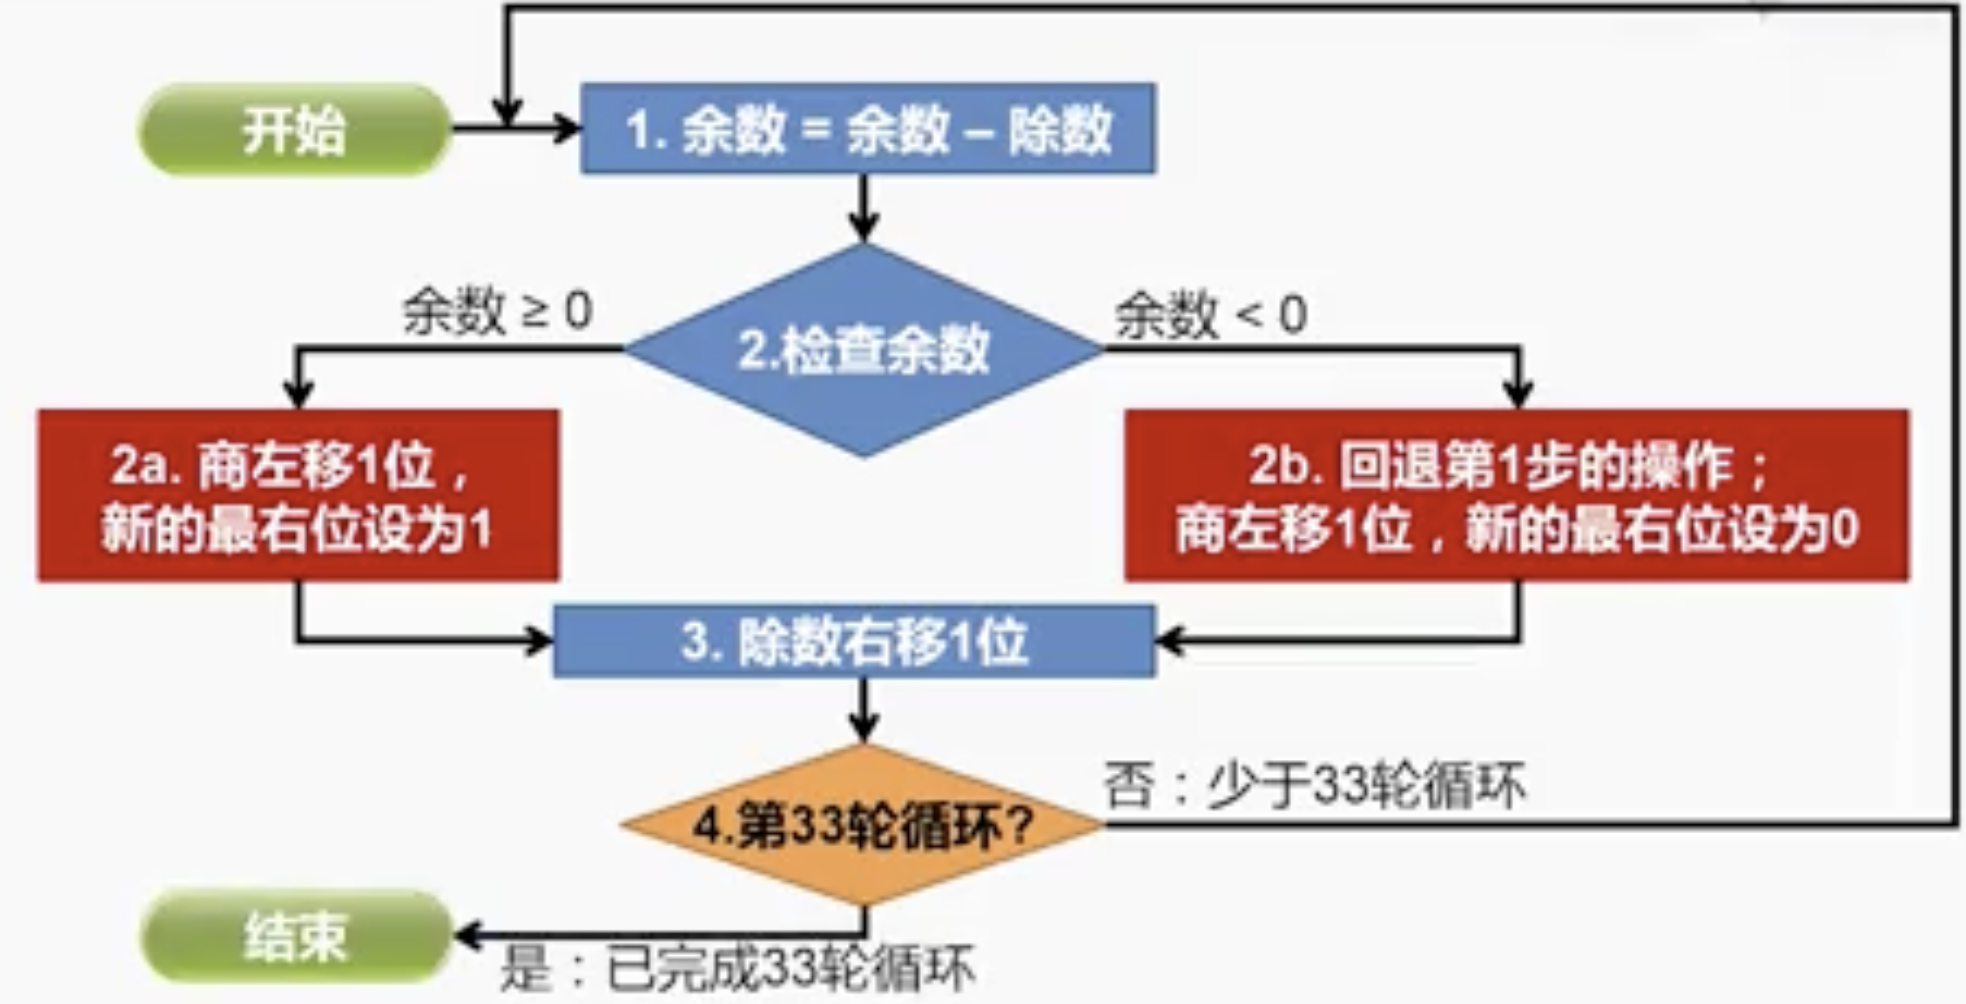 开始
1. 余数 = 余数 – 除数
余数 ≥ 0
余数 < 0
2.检查余数
2a. 商左移1位，
新的最右位设为1
2b. 回退第1步的操作；
商左移1位，新的最右位设为0
3. 除数右移1位
否：少于33轮循环
4.第33轮循环?
结束
是：已完成33轮循环